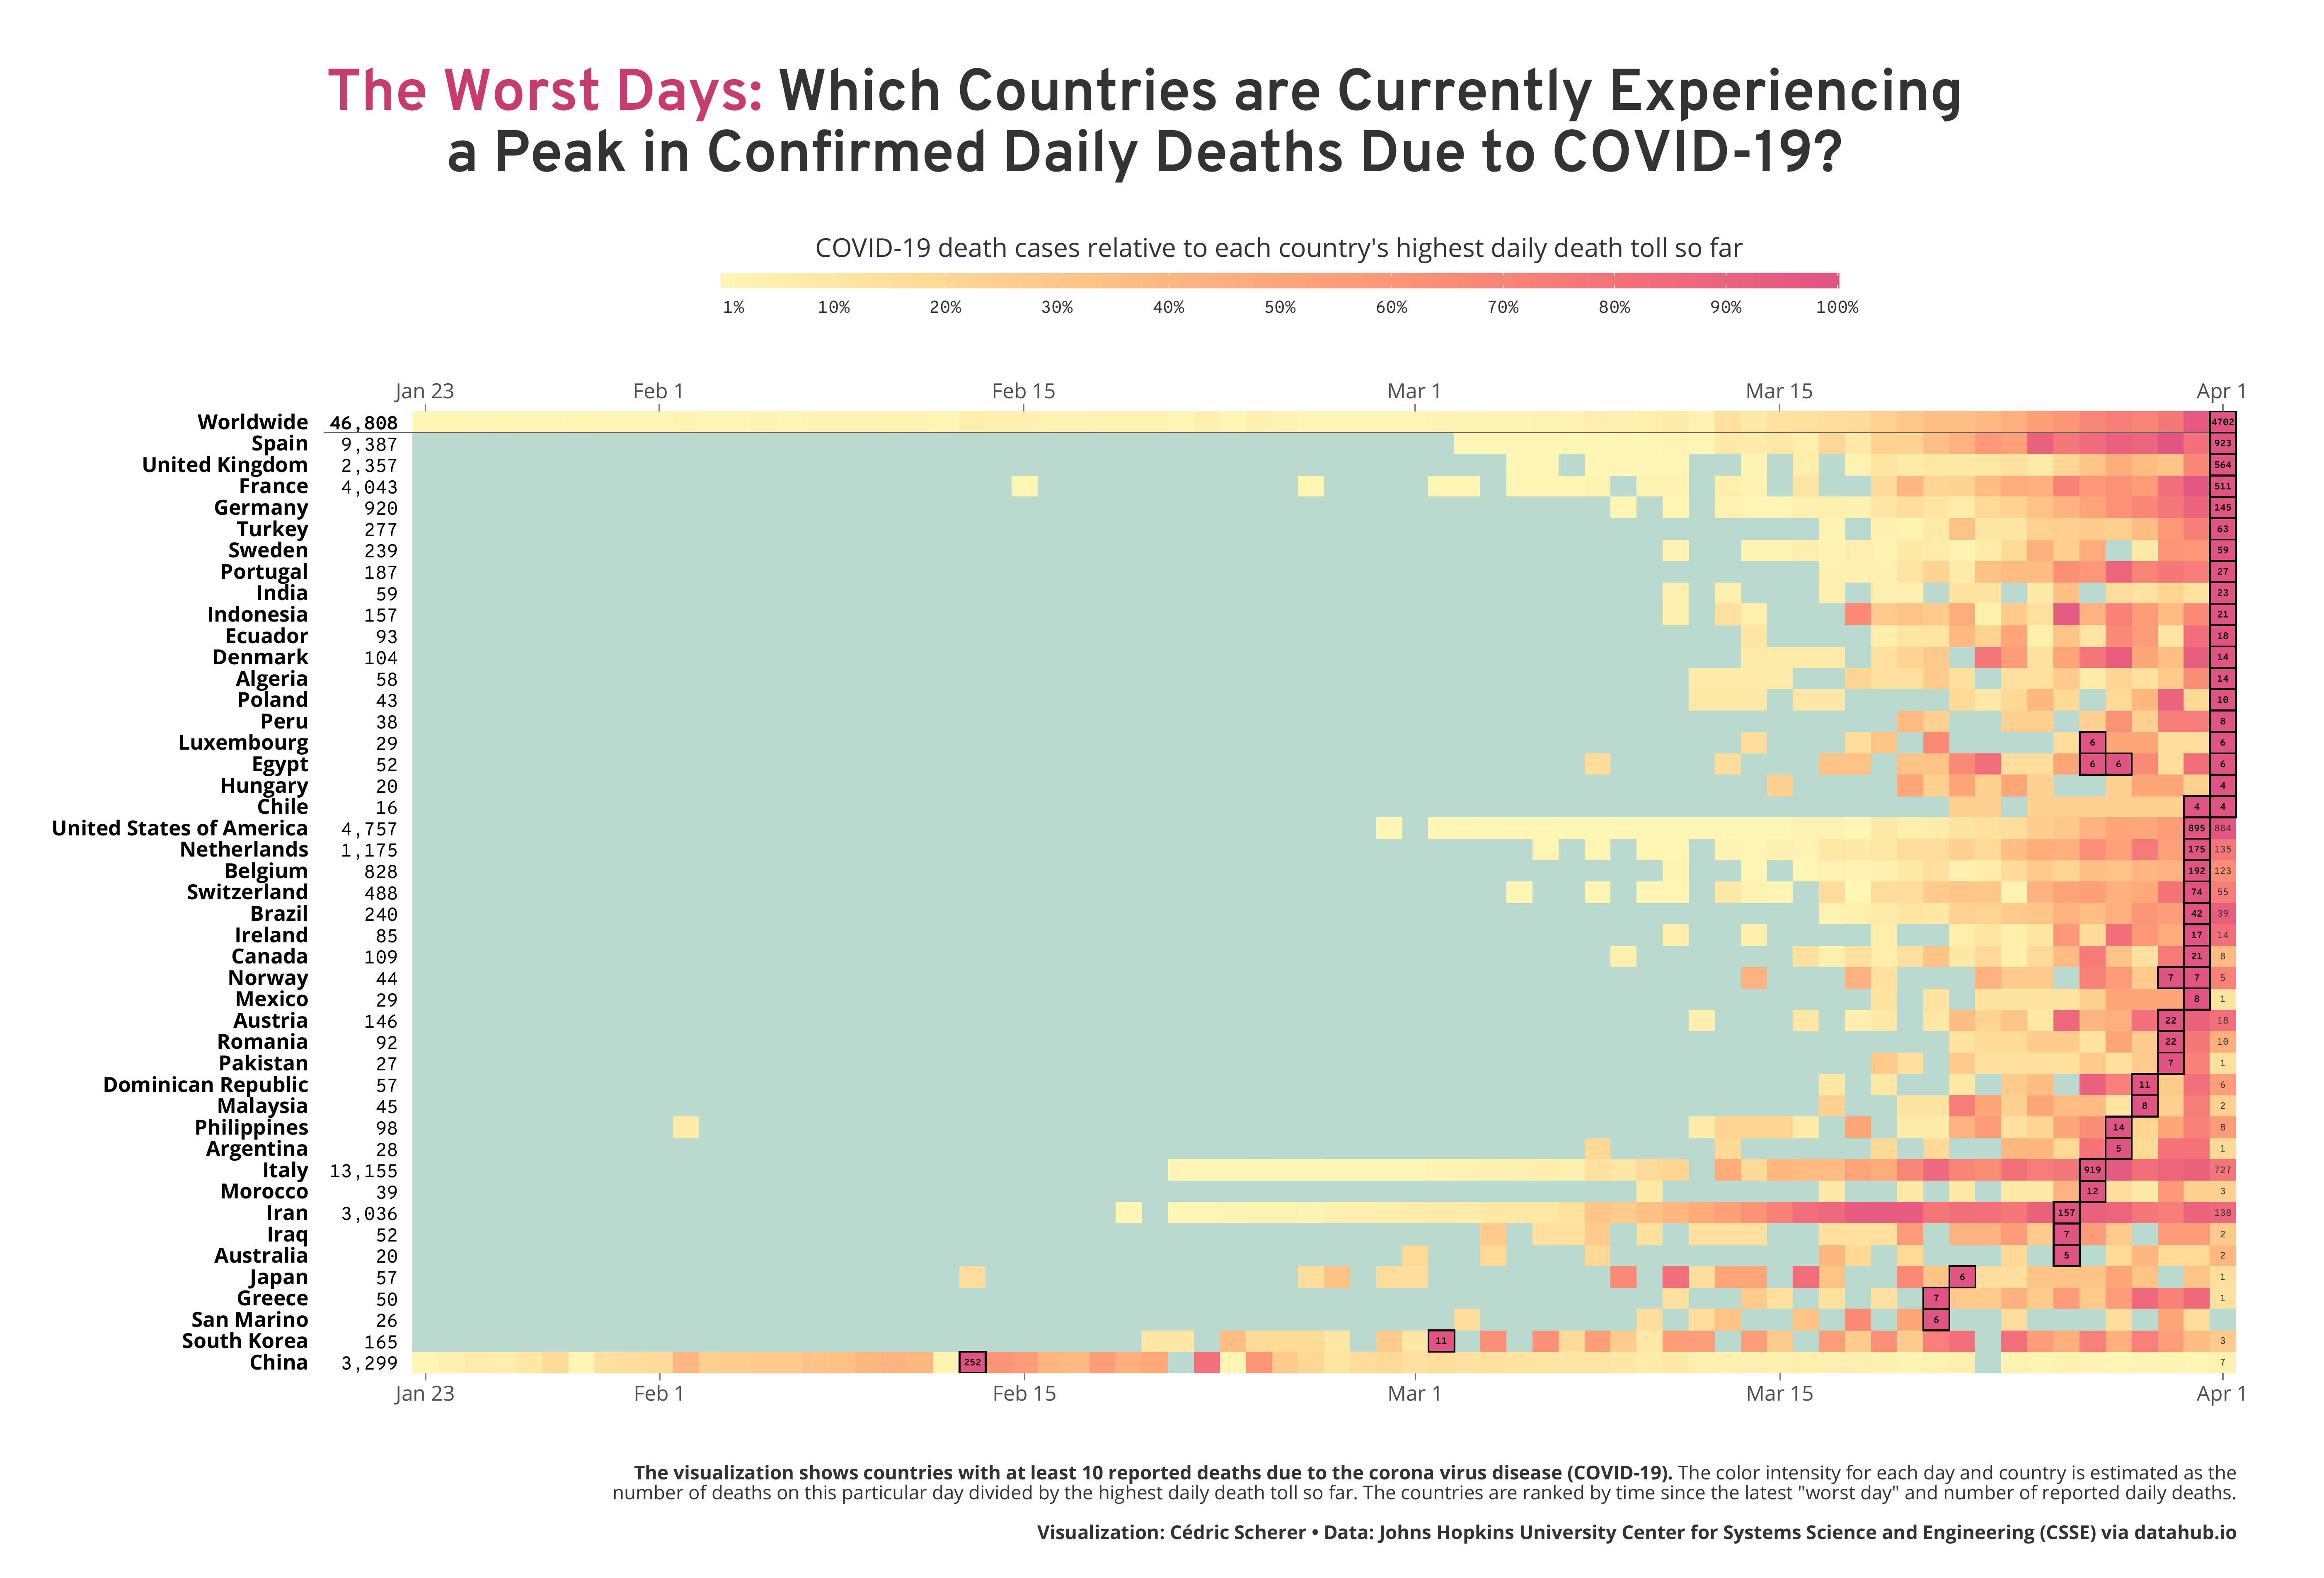 The Worst Days: Which Countries are Currently Experiencing
a Peak in Confirmed Daily Deaths Due to COVID-19?
COVID-19 death cases relative to each country's highest daily death toll so far
1% 10% 20% 30% 40% 50% 60% 70% 80% 90% 100%
Jan 23 Feb 1 Feb 15 Mar 1 Mar 15 Apr 1
Worldwide 46,808 4702
Spain 9,387 923
United Kingdom 2,357 564
France 4,043 511
Germany 920 145
Turkey 277 63
Sweden 239 59
Portugal 187 27
India 59 23
Indonesia 157 21
Ecuador 93 18
Denmark 104 14
Algeria 58 14
Poland 43 10
Peru 38 8
Luxembourg 29 6 6
Egypt 52 6 6 6
Hungary 20 4
Chile 16 4 4
United States of America 4,757 895 884
Netherlands 1,175 175 135
Belgium 828 192 123
Switzerland 488 74 55
Brazil 240 42 39
Ireland 85 17 14
Canada 109 21 8
Norway 44 7 7 5
Mexico 29 8 1
Austria 146 22 18
Romania 92 22 10
Pakistan 27 7 1
Dominican Republic 57 11 6
Malaysia 45 8 2
Philippines 98 14 8
Argentina 28 5 1
Italy 13,155 919 727
Morocco 39 12 3
Iran 3,036 157 138
Iraq 52 7 2
Australia 20 5 2
Japan 57 6 1
Greece 50 7 1
San Marino 26 6
South Korea 165 11 3
China 3,299 252 7
Jan 23 Feb 1 Feb 15 Mar 1 Mar 15 Apr 1
The visualization shows countries with at least 10 reported deaths due to the corona virus disease (COVID-19). The color intensity for each day and country is estimated as the
number of deaths on this particular day divided by the highest daily death toll so far. The countries are ranked by time since the latest "worst day" and number of reported daily deaths.
Visualization: Cédric Scherer • Data: Johns Hopkins University Center for Systems Science and Engineering (CSSE) via datahub.io